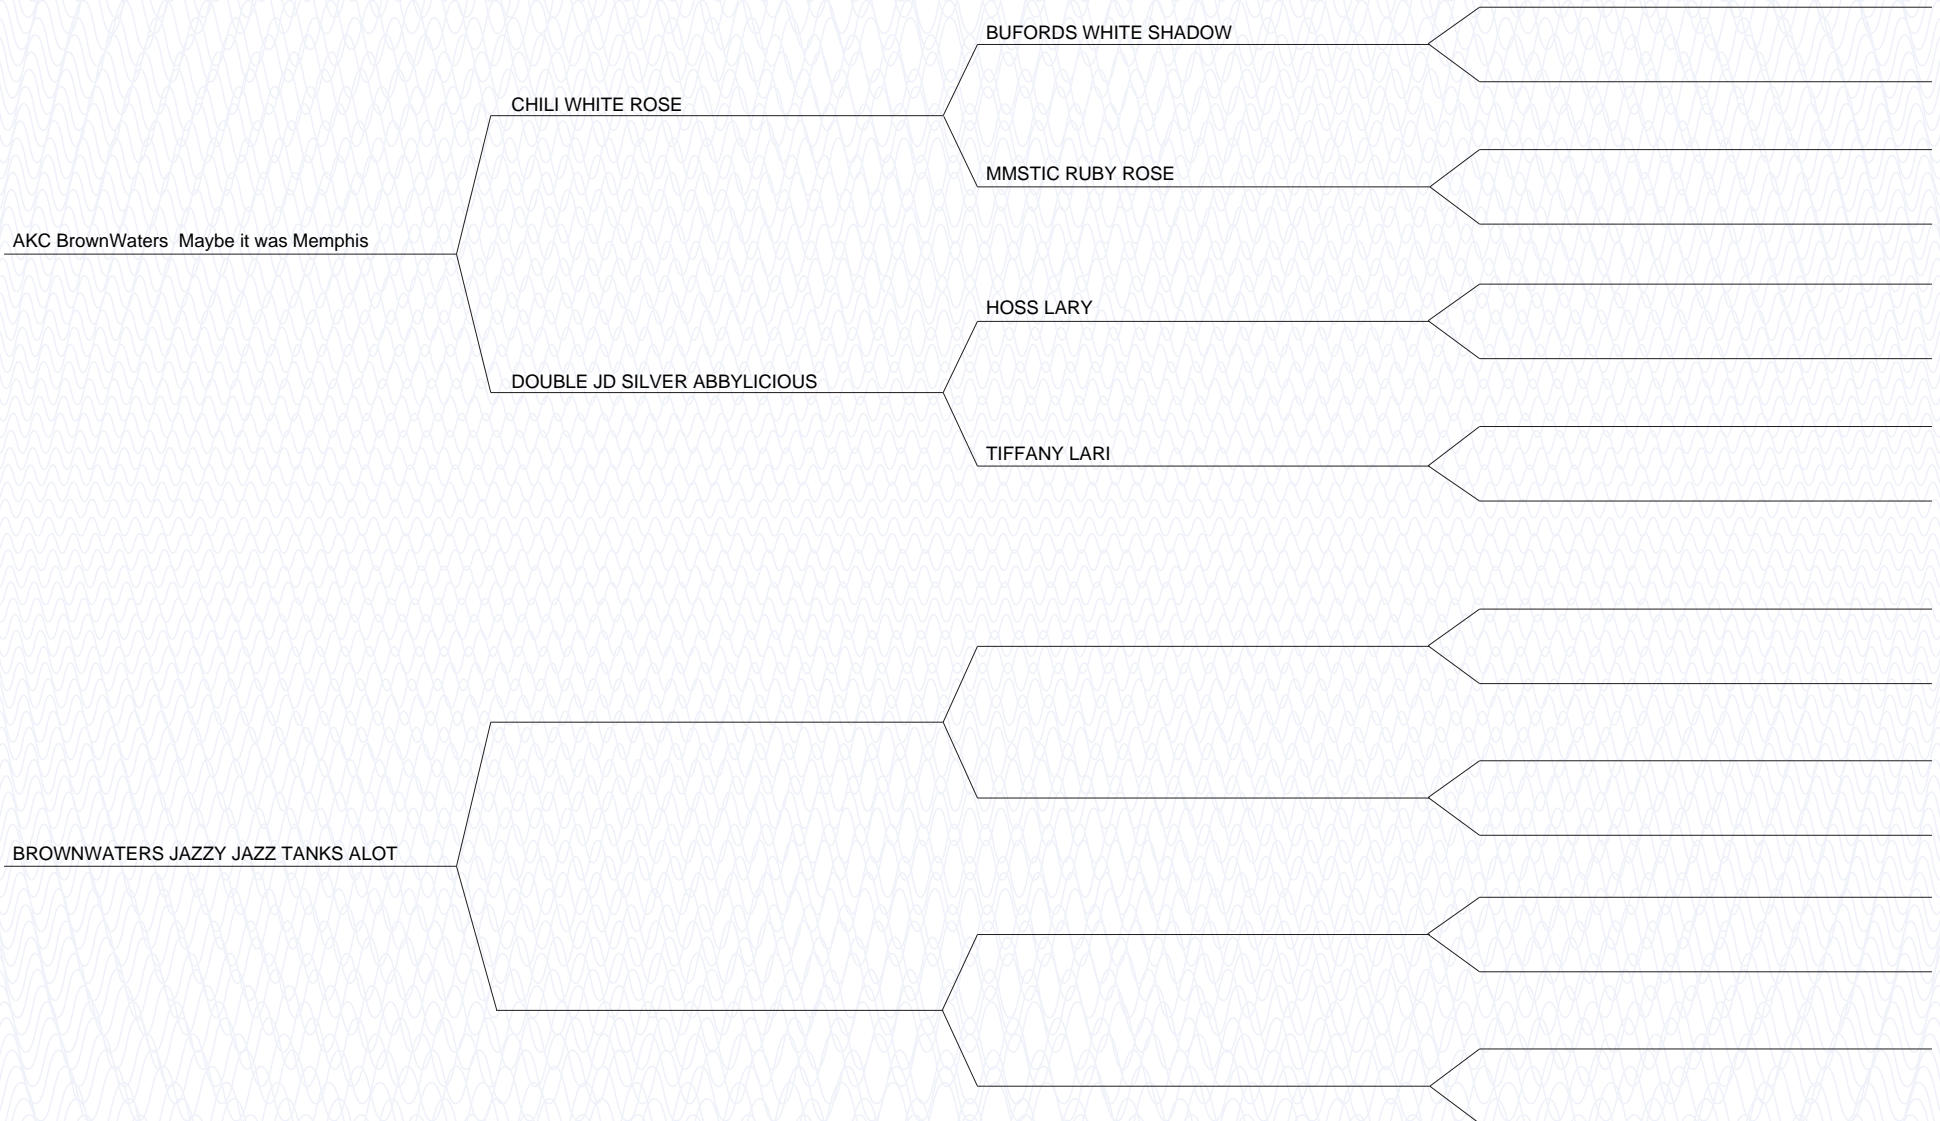 BUFORDS WHITE SHADOW
CHILI WHITE ROSE
MMSTIC RUBY ROSE
AKC BrownWaters  Maybe it was Memphis
HOSS LARY
DOUBLE JD SILVER ABBYLICIOUS
TIFFANY LARI
BROWNWATERS JAZZY JAZZ TANKS ALOT